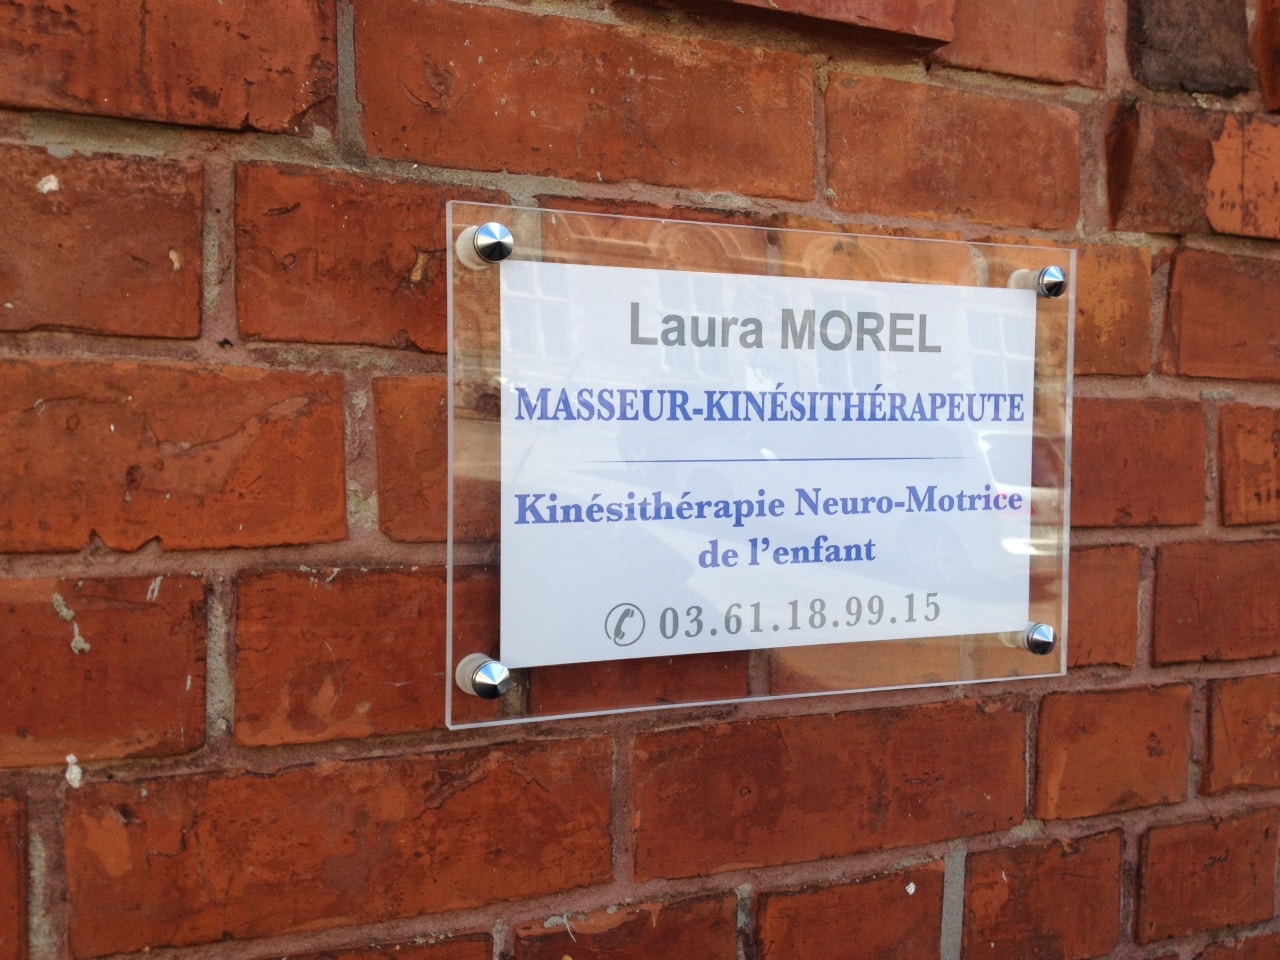 Laura MOREL
MASSEUR-KINÉSITHÉRAPEUTE
Kinésithérapie Neuro-Motrice
de l'enfant
03.61.18.99.15